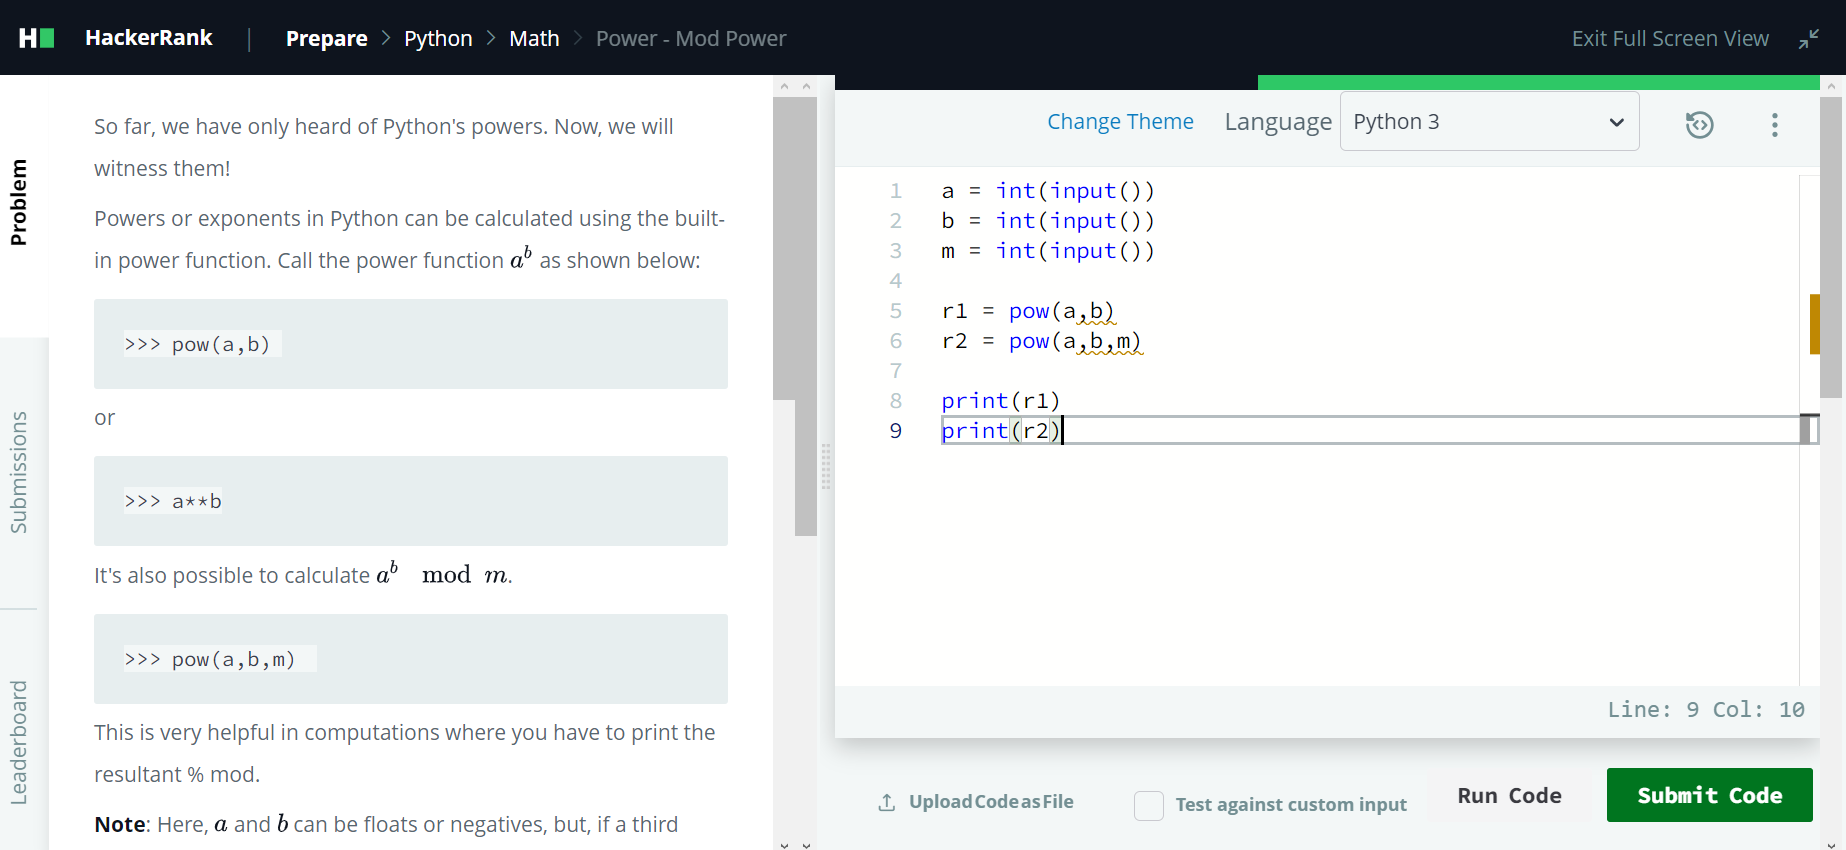 HackerRank | Prepare > Python > Math > Power - Mod Power
Exit Full Screen View
Problem
Submissions
Leaderboard
So far, we have only heard of Python's powers. Now, we will
witness them!
Powers or exponents in Python can be calculated using the built-
in power function. Call the power function a^b as shown below:
>>> pow(a,b)
or
>>> a**b
It's also possible to calculate a^b mod m.
>>> pow(a,b,m)
This is very helpful in computations where you have to print the
resultant % mod.
Note: Here, a and b can be floats or negatives, but, if a third
Change Theme Language Python 3
1 a = int(input())
2 b = int(input())
3 m = int(input())
4
5 r1 = pow(a,b)
6 r2 = pow(a,b,m)
7
8 print(r1)
9 print(r2)
Line: 9 Col: 10
Upload Code as File
Test against custom input
Run Code
Submit Code